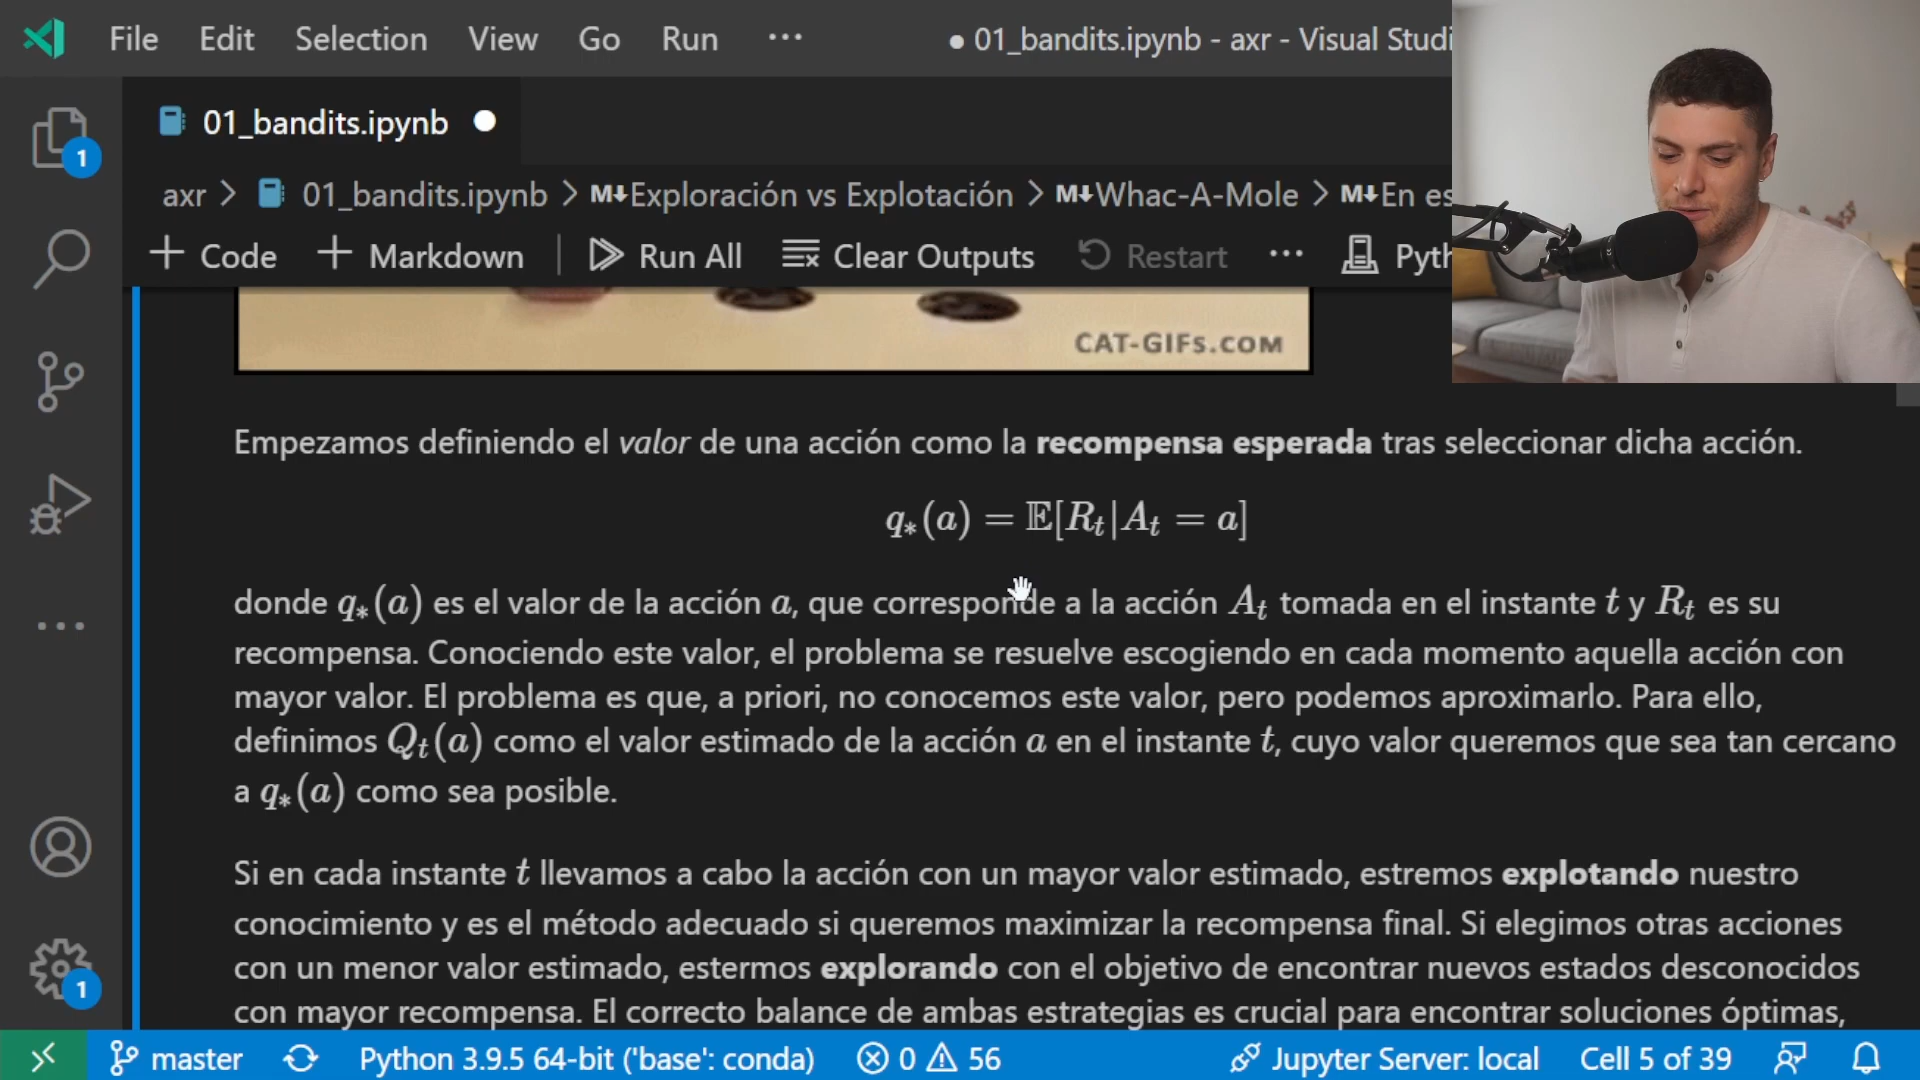 File Edit Selection View Go Run ··· ● 01_bandits.ipynb - axr - Visual Studi
01_bandits.ipynb ●
1
axr > 01_bandits.ipynb > M↓Exploración vs Explotación > M↓Whac-A-Mole > M↓En es
+ Code + Markdown Run All Clear Outputs Restart ··· Pyth
CAT-GIFS.COM
Empezamos definiendo el valor de una acción como la recompensa esperada tras seleccionar dicha acción.
q_*(a) = 𝔼[R_t|A_t = a]
donde q_*(a) es el valor de la acción a, que corresponde a la acción A_t tomada en el instante t y R_t es su
recompensa. Conociendo este valor, el problema se resuelve escogiendo en cada momento aquella acción con
mayor valor. El problema es que, a priori, no conocemos este valor, pero podemos aproximarlo. Para ello,
definimos Q_t(a) como el valor estimado de la acción a en el instante t, cuyo valor queremos que sea tan cercano
a q_*(a) como sea posible.
Si en cada instante t llevamos a cabo la acción con un mayor valor estimado, estremos explotando nuestro
conocimiento y es el método adecuado si queremos maximizar la recompensa final. Si elegimos otras acciones
con un menor valor estimado, estermos explorando con el objetivo de encontrar nuevos estados desconocidos
con mayor recompensa. El correcto balance de ambas estrategias es crucial para encontrar soluciones óptimas,
1
master Python 3.9.5 64-bit ('base': conda) 0 56 Jupyter Server: local Cell 5 of 39